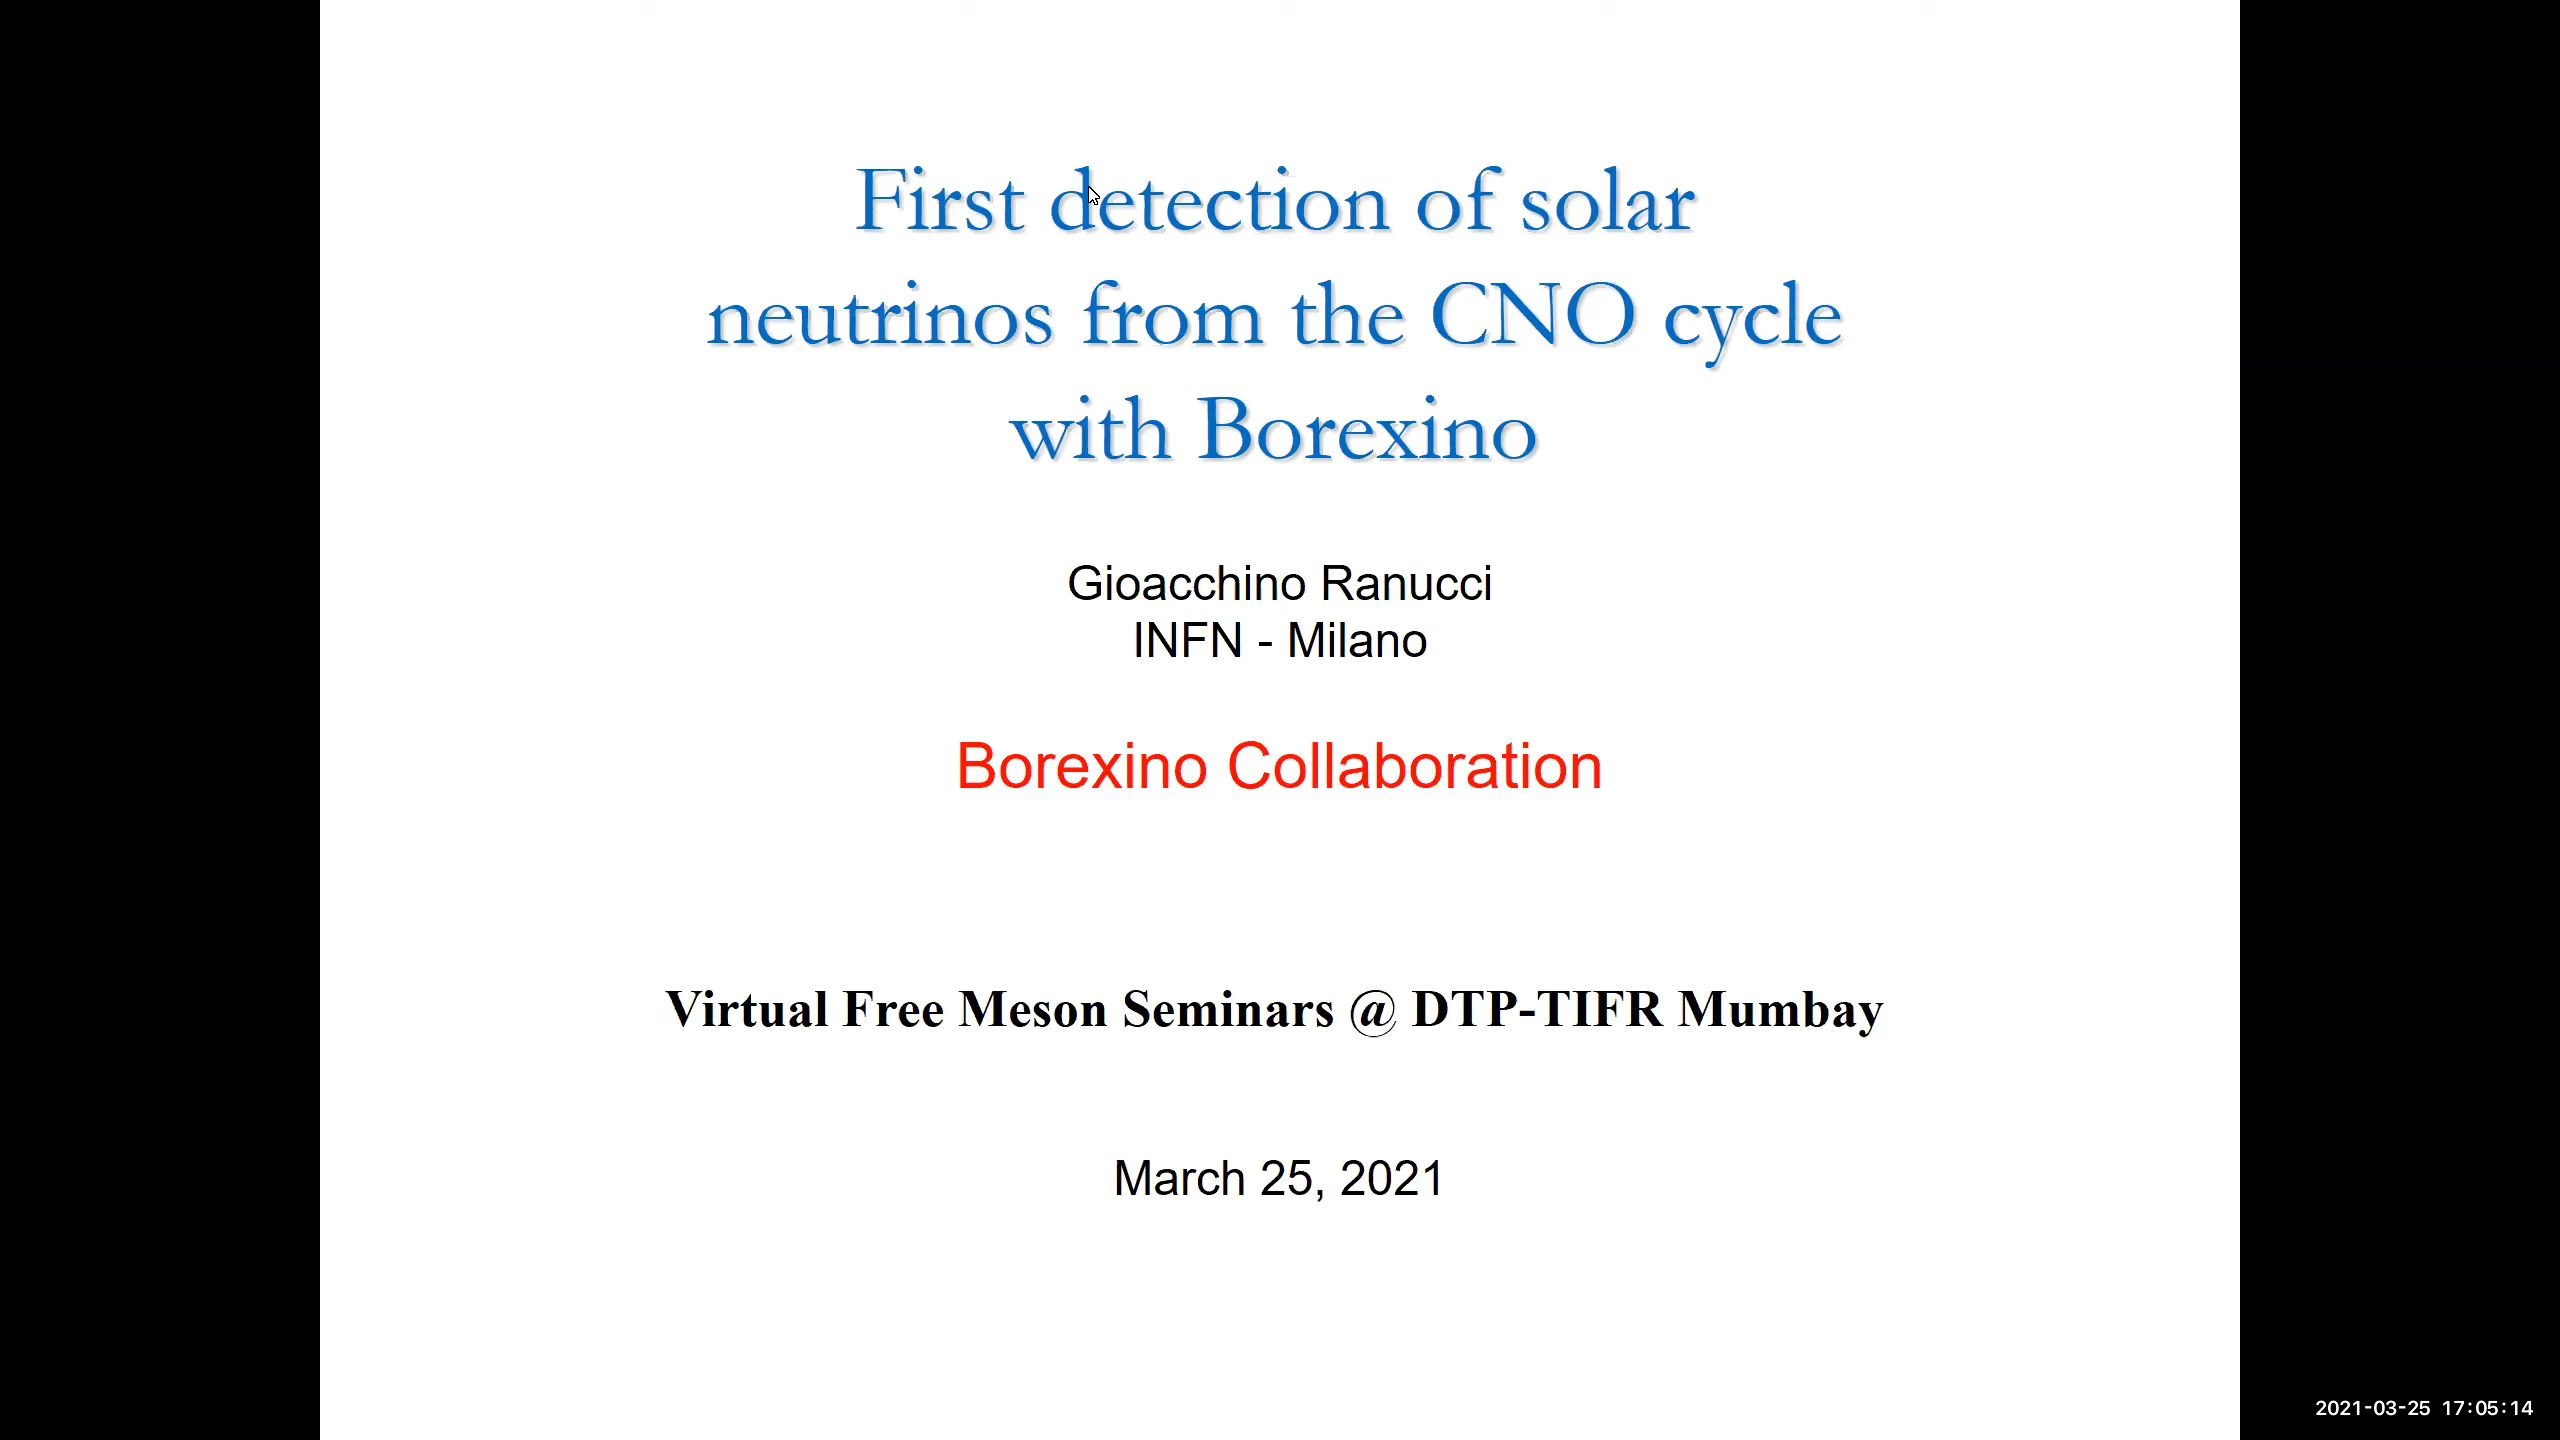 First detection of solar
neutrinos from the CNO cycle
with Borexino
Gioacchino Ranucci
INFN - Milano
Borexino Collaboration
Virtual Free Meson Seminars @ DTP-TIFR Mumbay
March 25, 2021
2021-03-25 17:05:14